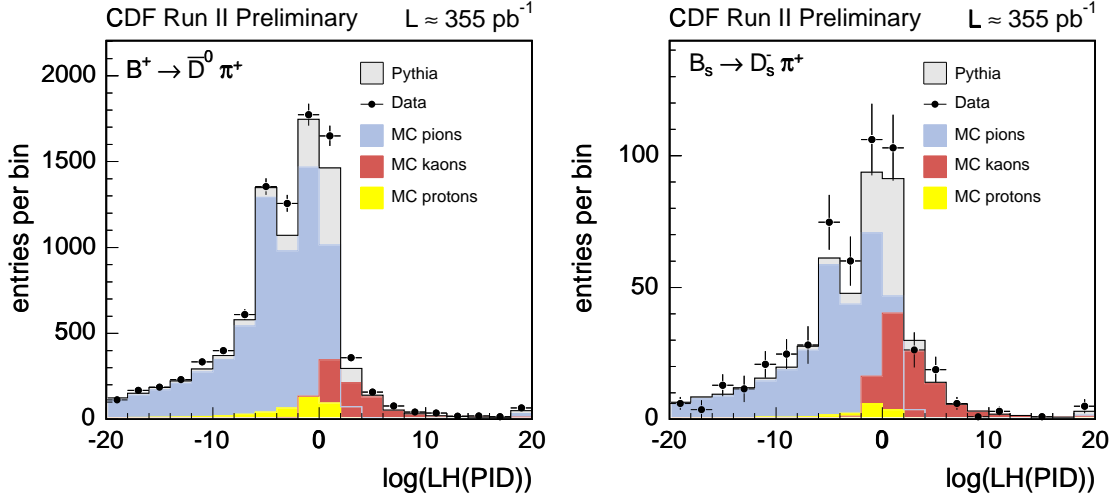 CDF Run II Preliminary L ≈ 355 pb⁻¹
B⁺ → D̅⁰ π⁺
Pythia
Data
MC pions
MC kaons
MC protons
entries per bin
2000
1500
1000
500
0
-20 -10 0 10 20
log(LH(PID))
CDF Run II Preliminary L ≈ 355 pb⁻¹
Bₛ → Dₛ⁻ π⁺
Pythia
Data
MC pions
MC kaons
MC protons
entries per bin
100
50
0
-20 -10 0 10 20
log(LH(PID))